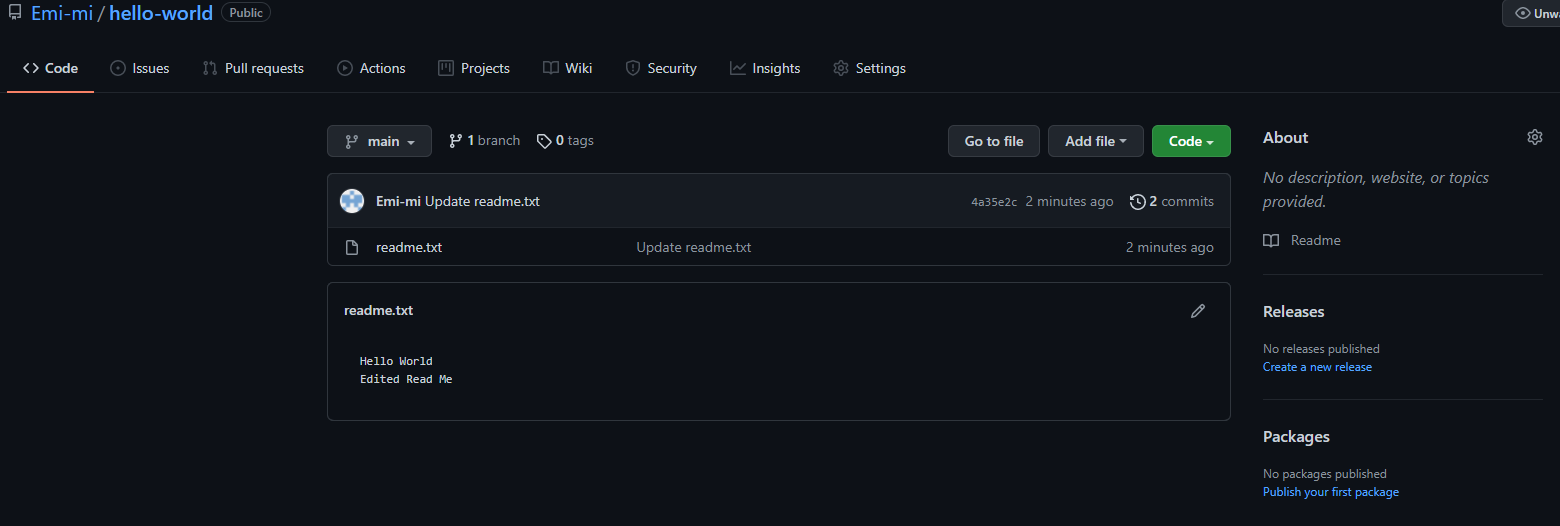 Emi-mi / hello-world Public
Code Issues Pull requests Actions Projects Wiki Security Insights Settings
main 1 branch 0 tags Go to file Add file Code
Emi-mi Update readme.txt 4a35e2c 2 minutes ago 2 commits
readme.txt Update readme.txt 2 minutes ago
readme.txt
Hello World
Edited Read Me
About
No description, website, or topics
provided.
Readme
Releases
No releases published
Create a new release
Packages
No packages published
Publish your first package